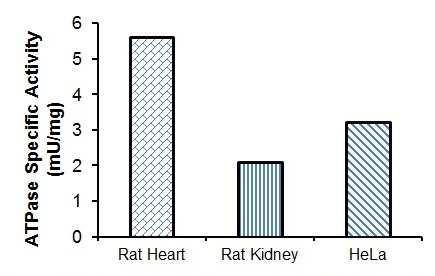 ATPase Specific Activity
(mU/mg)
6
5
4
3
2
1
0
Rat Heart
Rat Kidney
HeLa